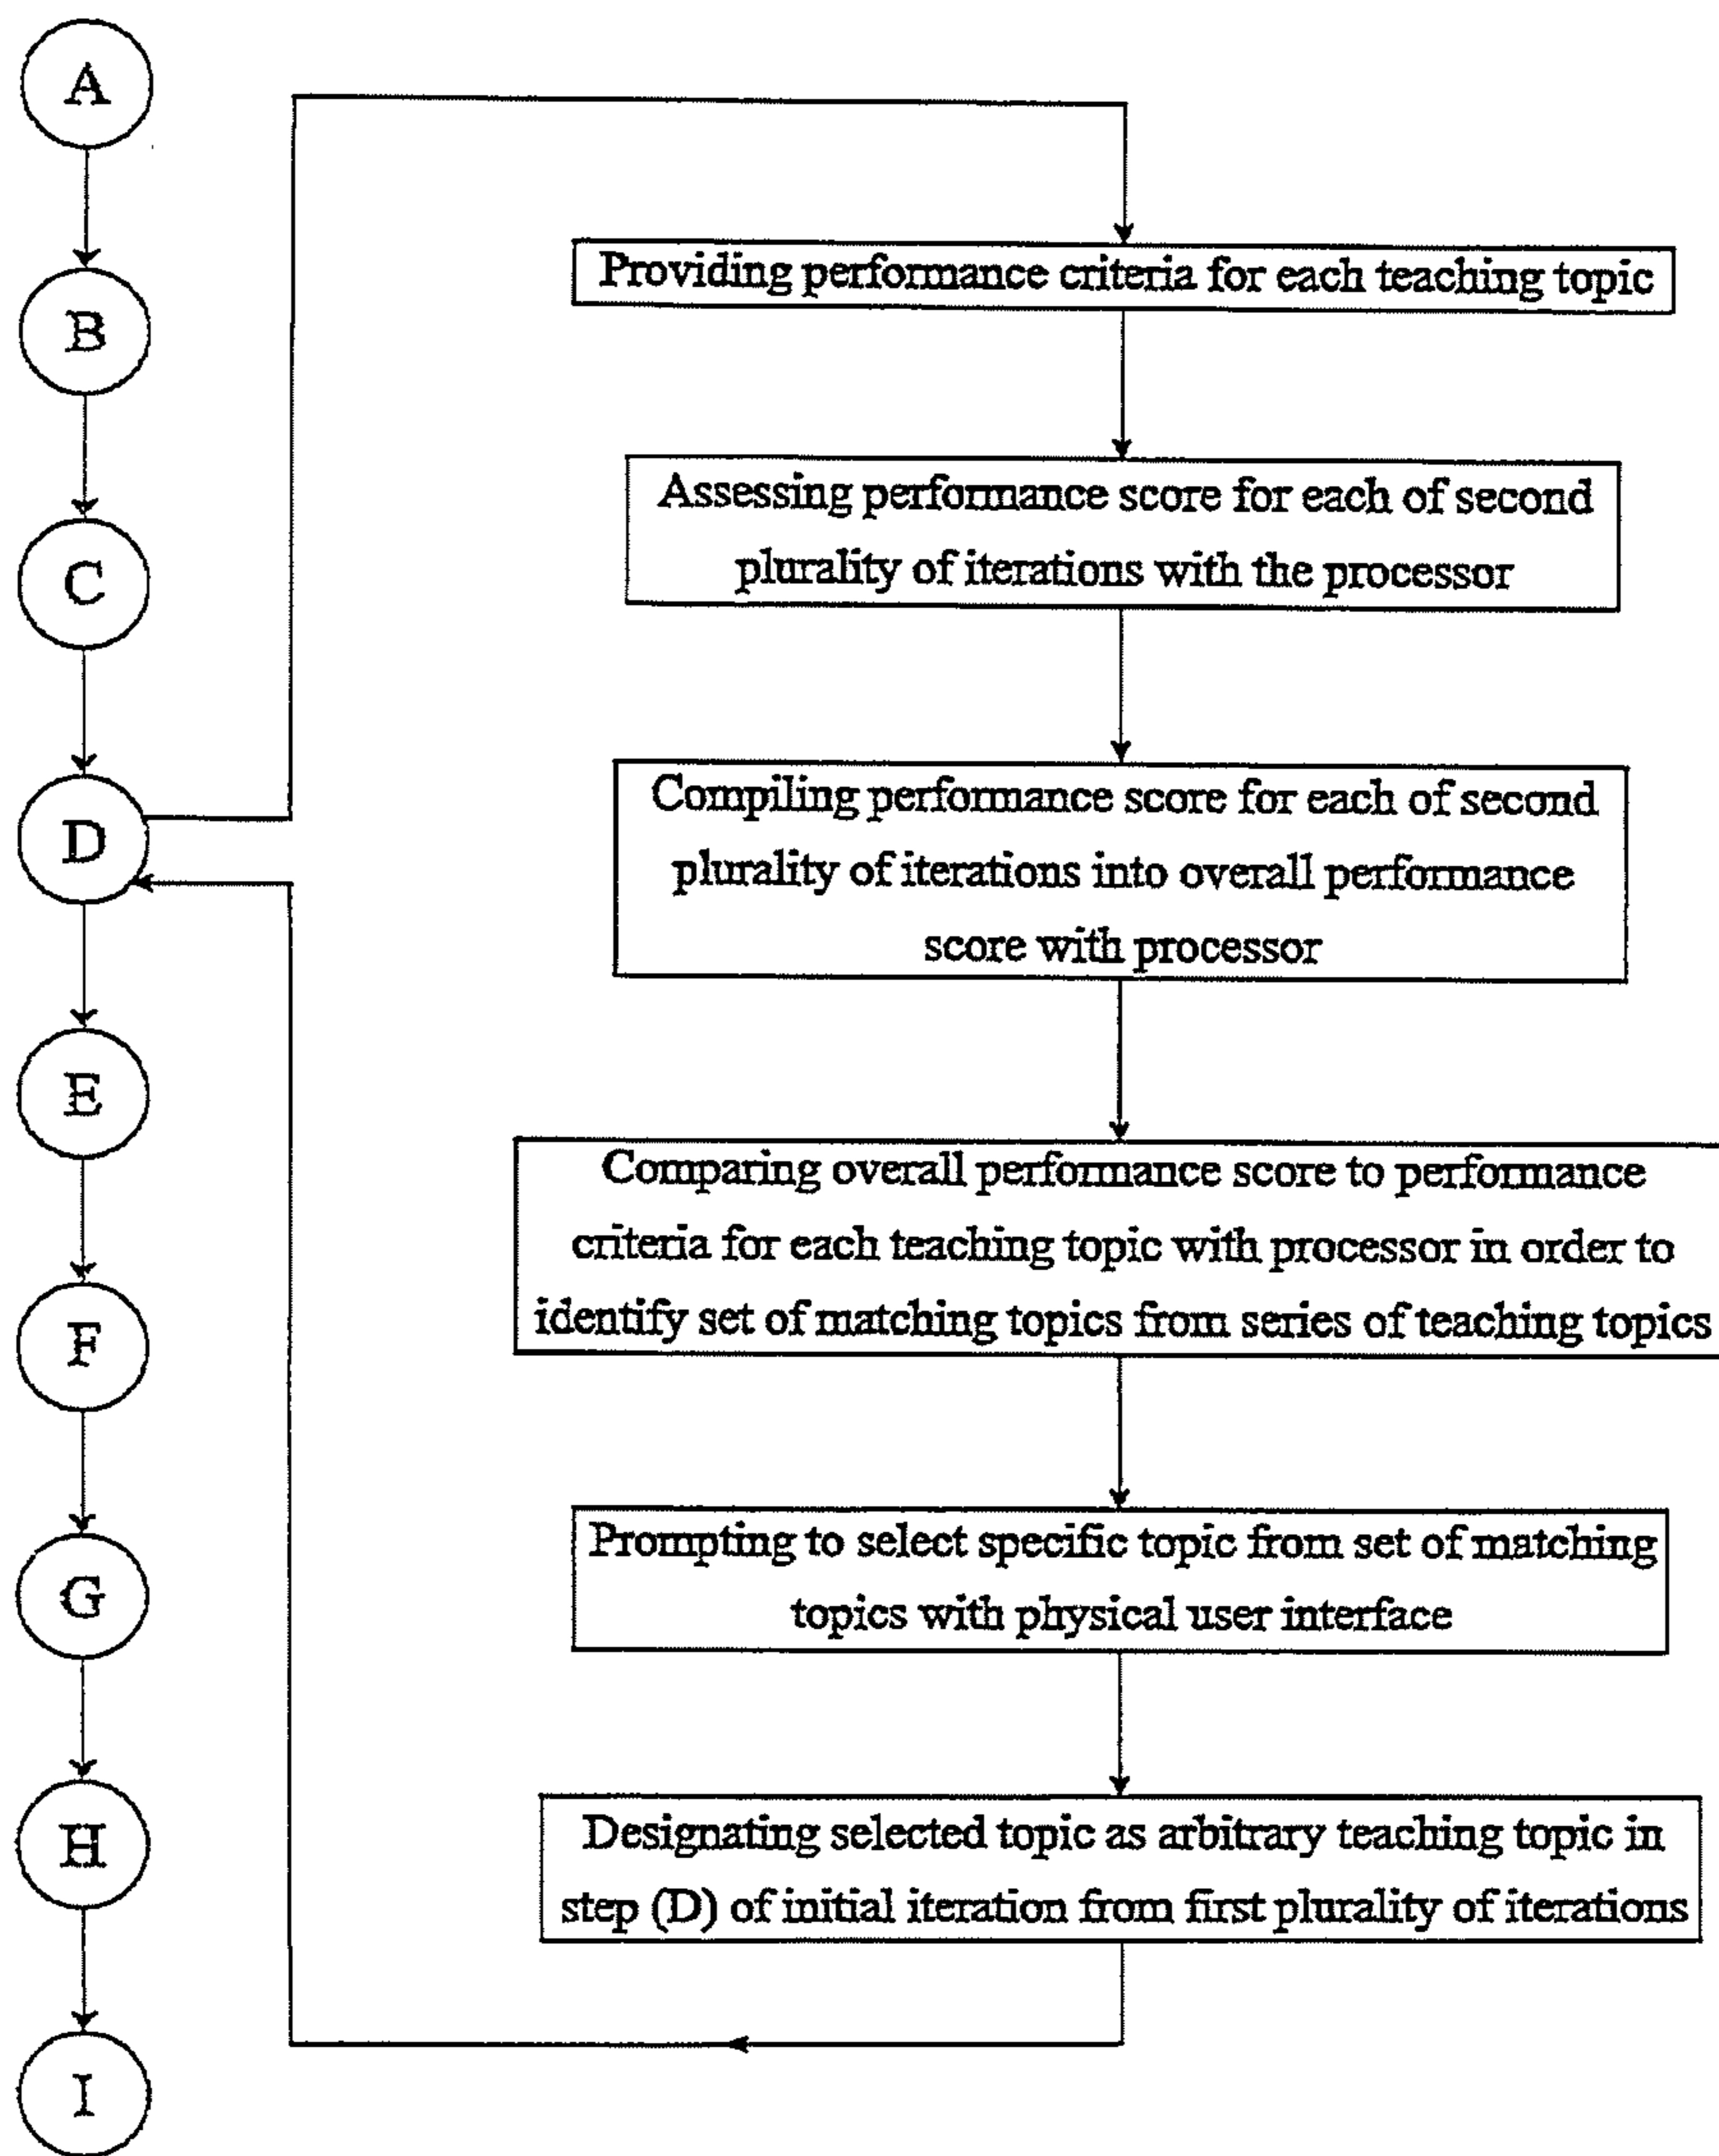 A
B
C
D
E
F
G
H
I
Providing performance criteria for each teaching topic
Assessing performance score for each of second
plurality of iterations with the processor
Compiling performance score for each of second
plurality of iterations into overall performance
score with processor
Comparing overall performance score to performance
criteria for each teaching topic with processor in order to
identify set of matching topics from series of teaching topics
Prompting to select specific topic from set of matching
topics with physical user interface
Designating selected topic as arbitrary teaching topic in
step (D) of initial iteration from first plurality of iterations